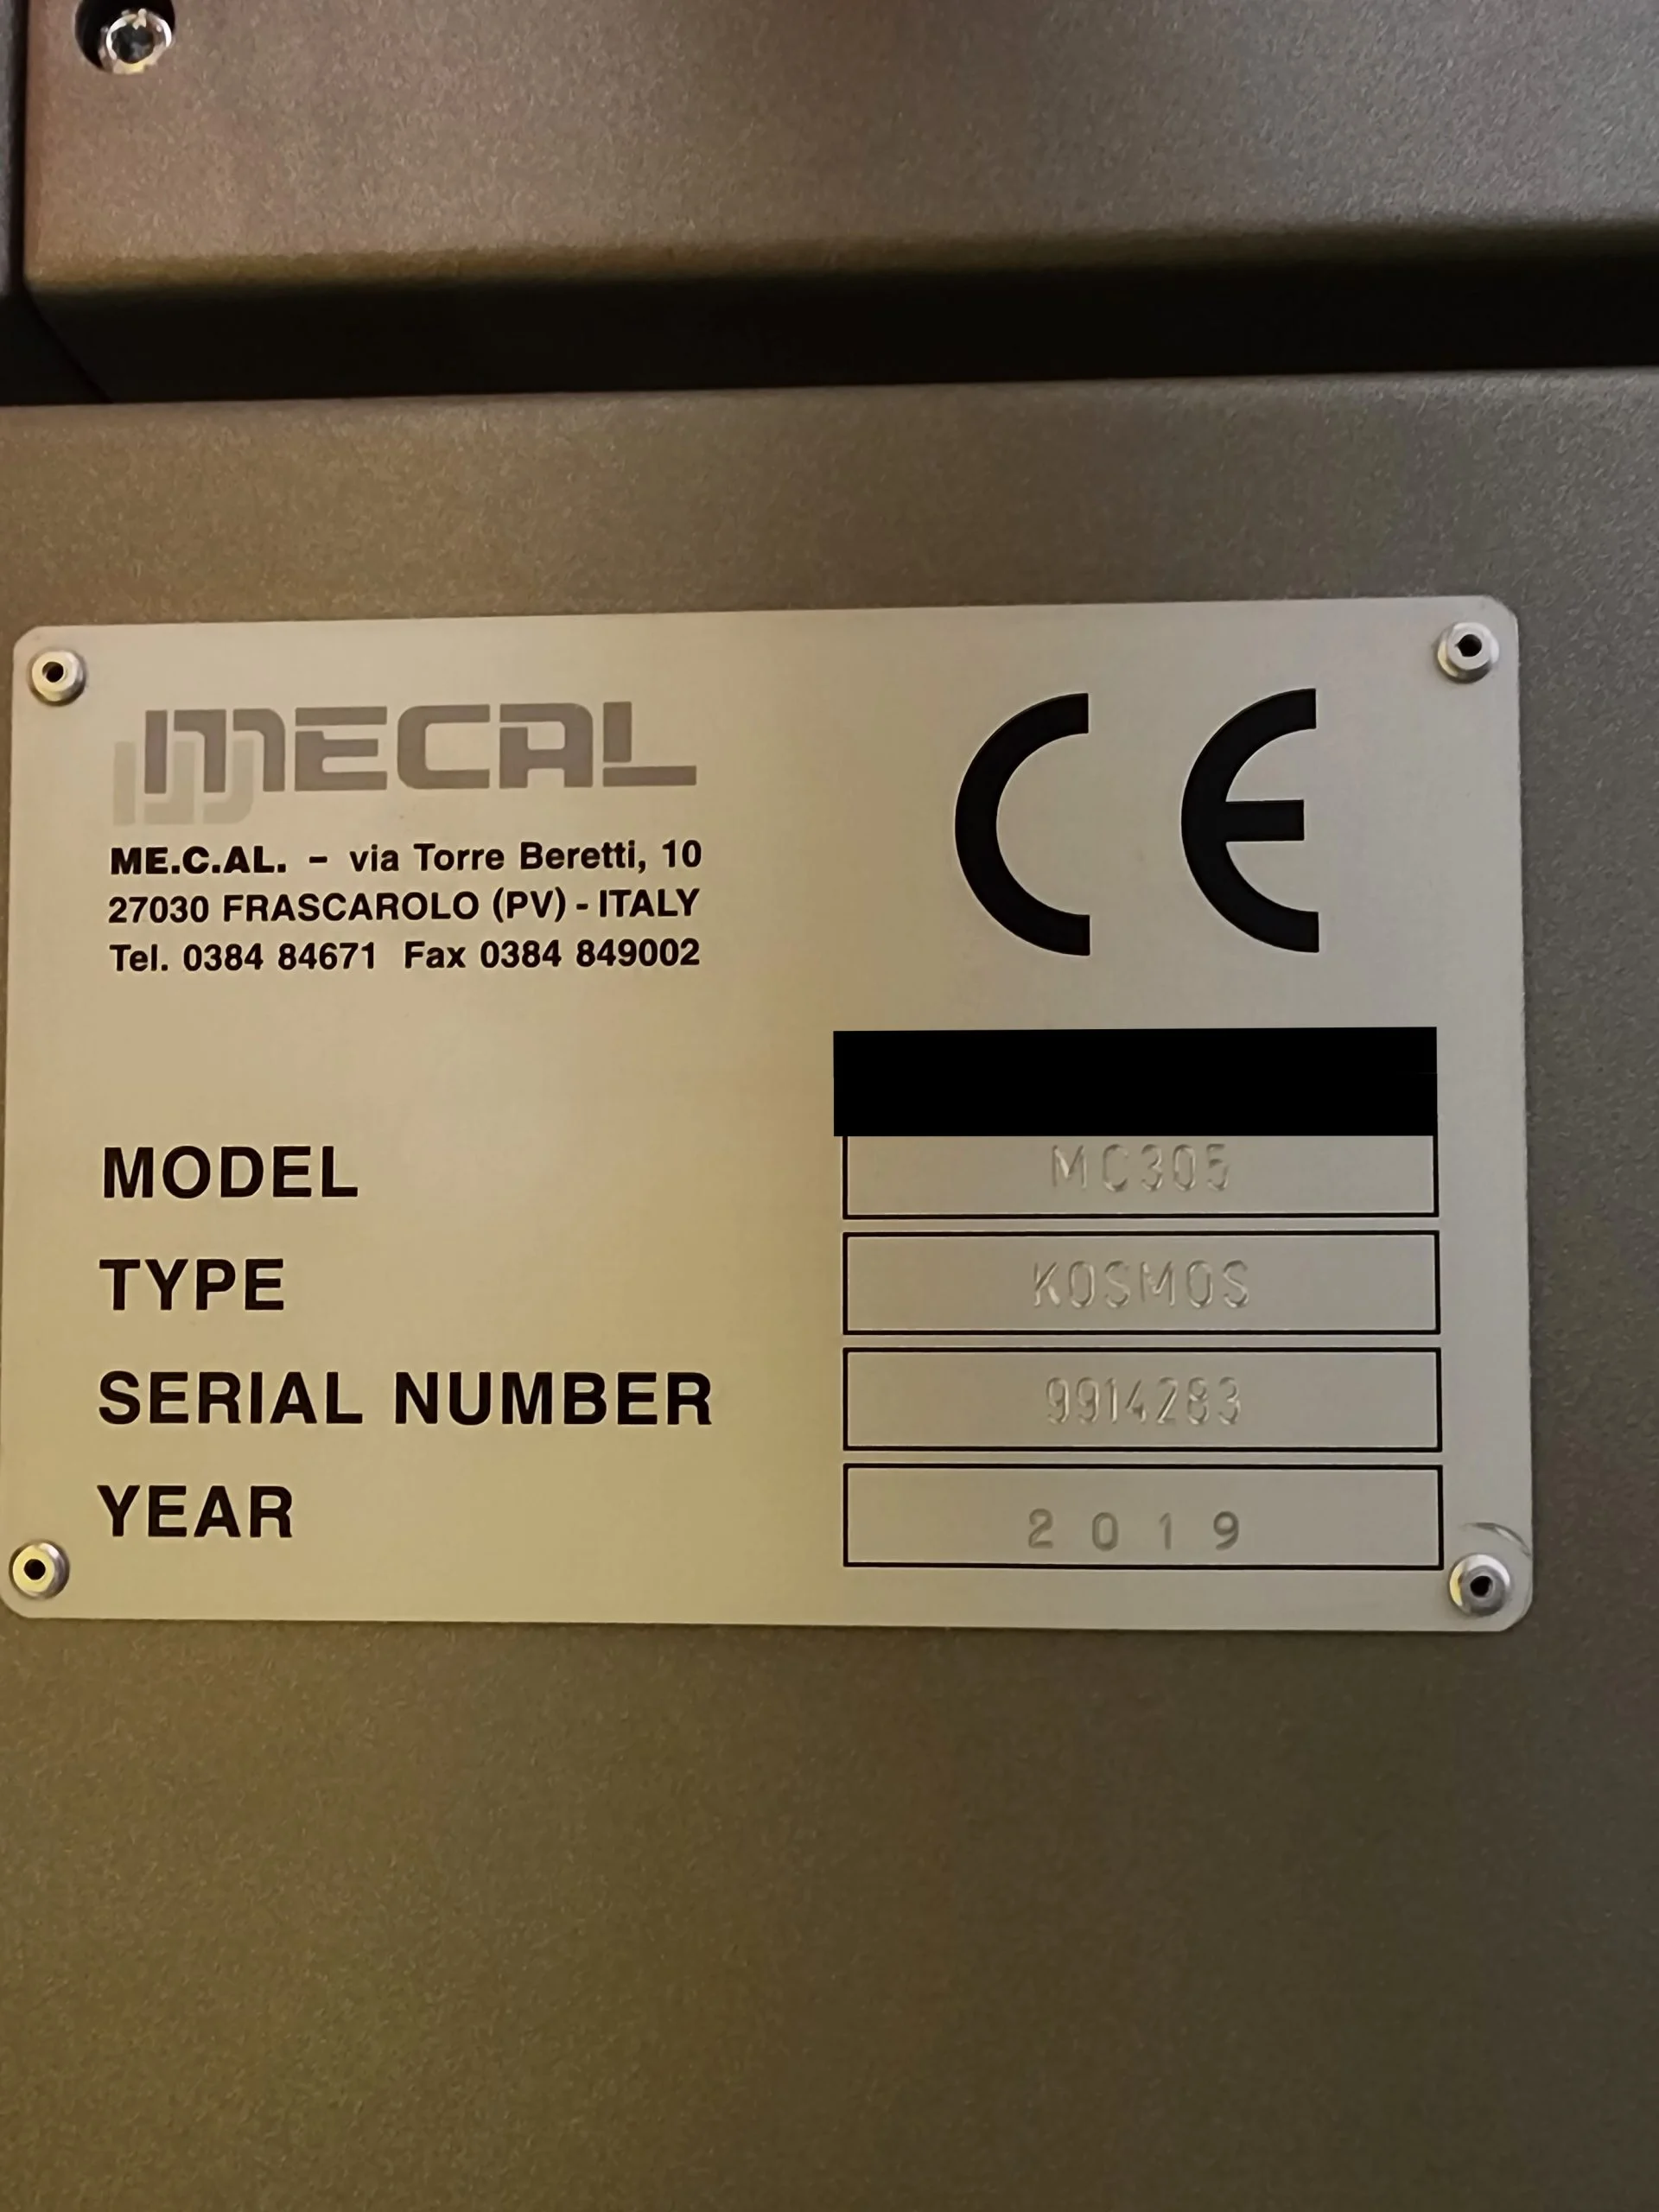 MECAL
CE
ME.C.AL. - via Torre Beretti, 10
27030 FRASCAROLO (PV) - ITALY
Tel. 0384 84671 Fax 0384 849002
MODEL MC305
TYPE KOSMOS
SERIAL NUMBER 9914283
YEAR 2019